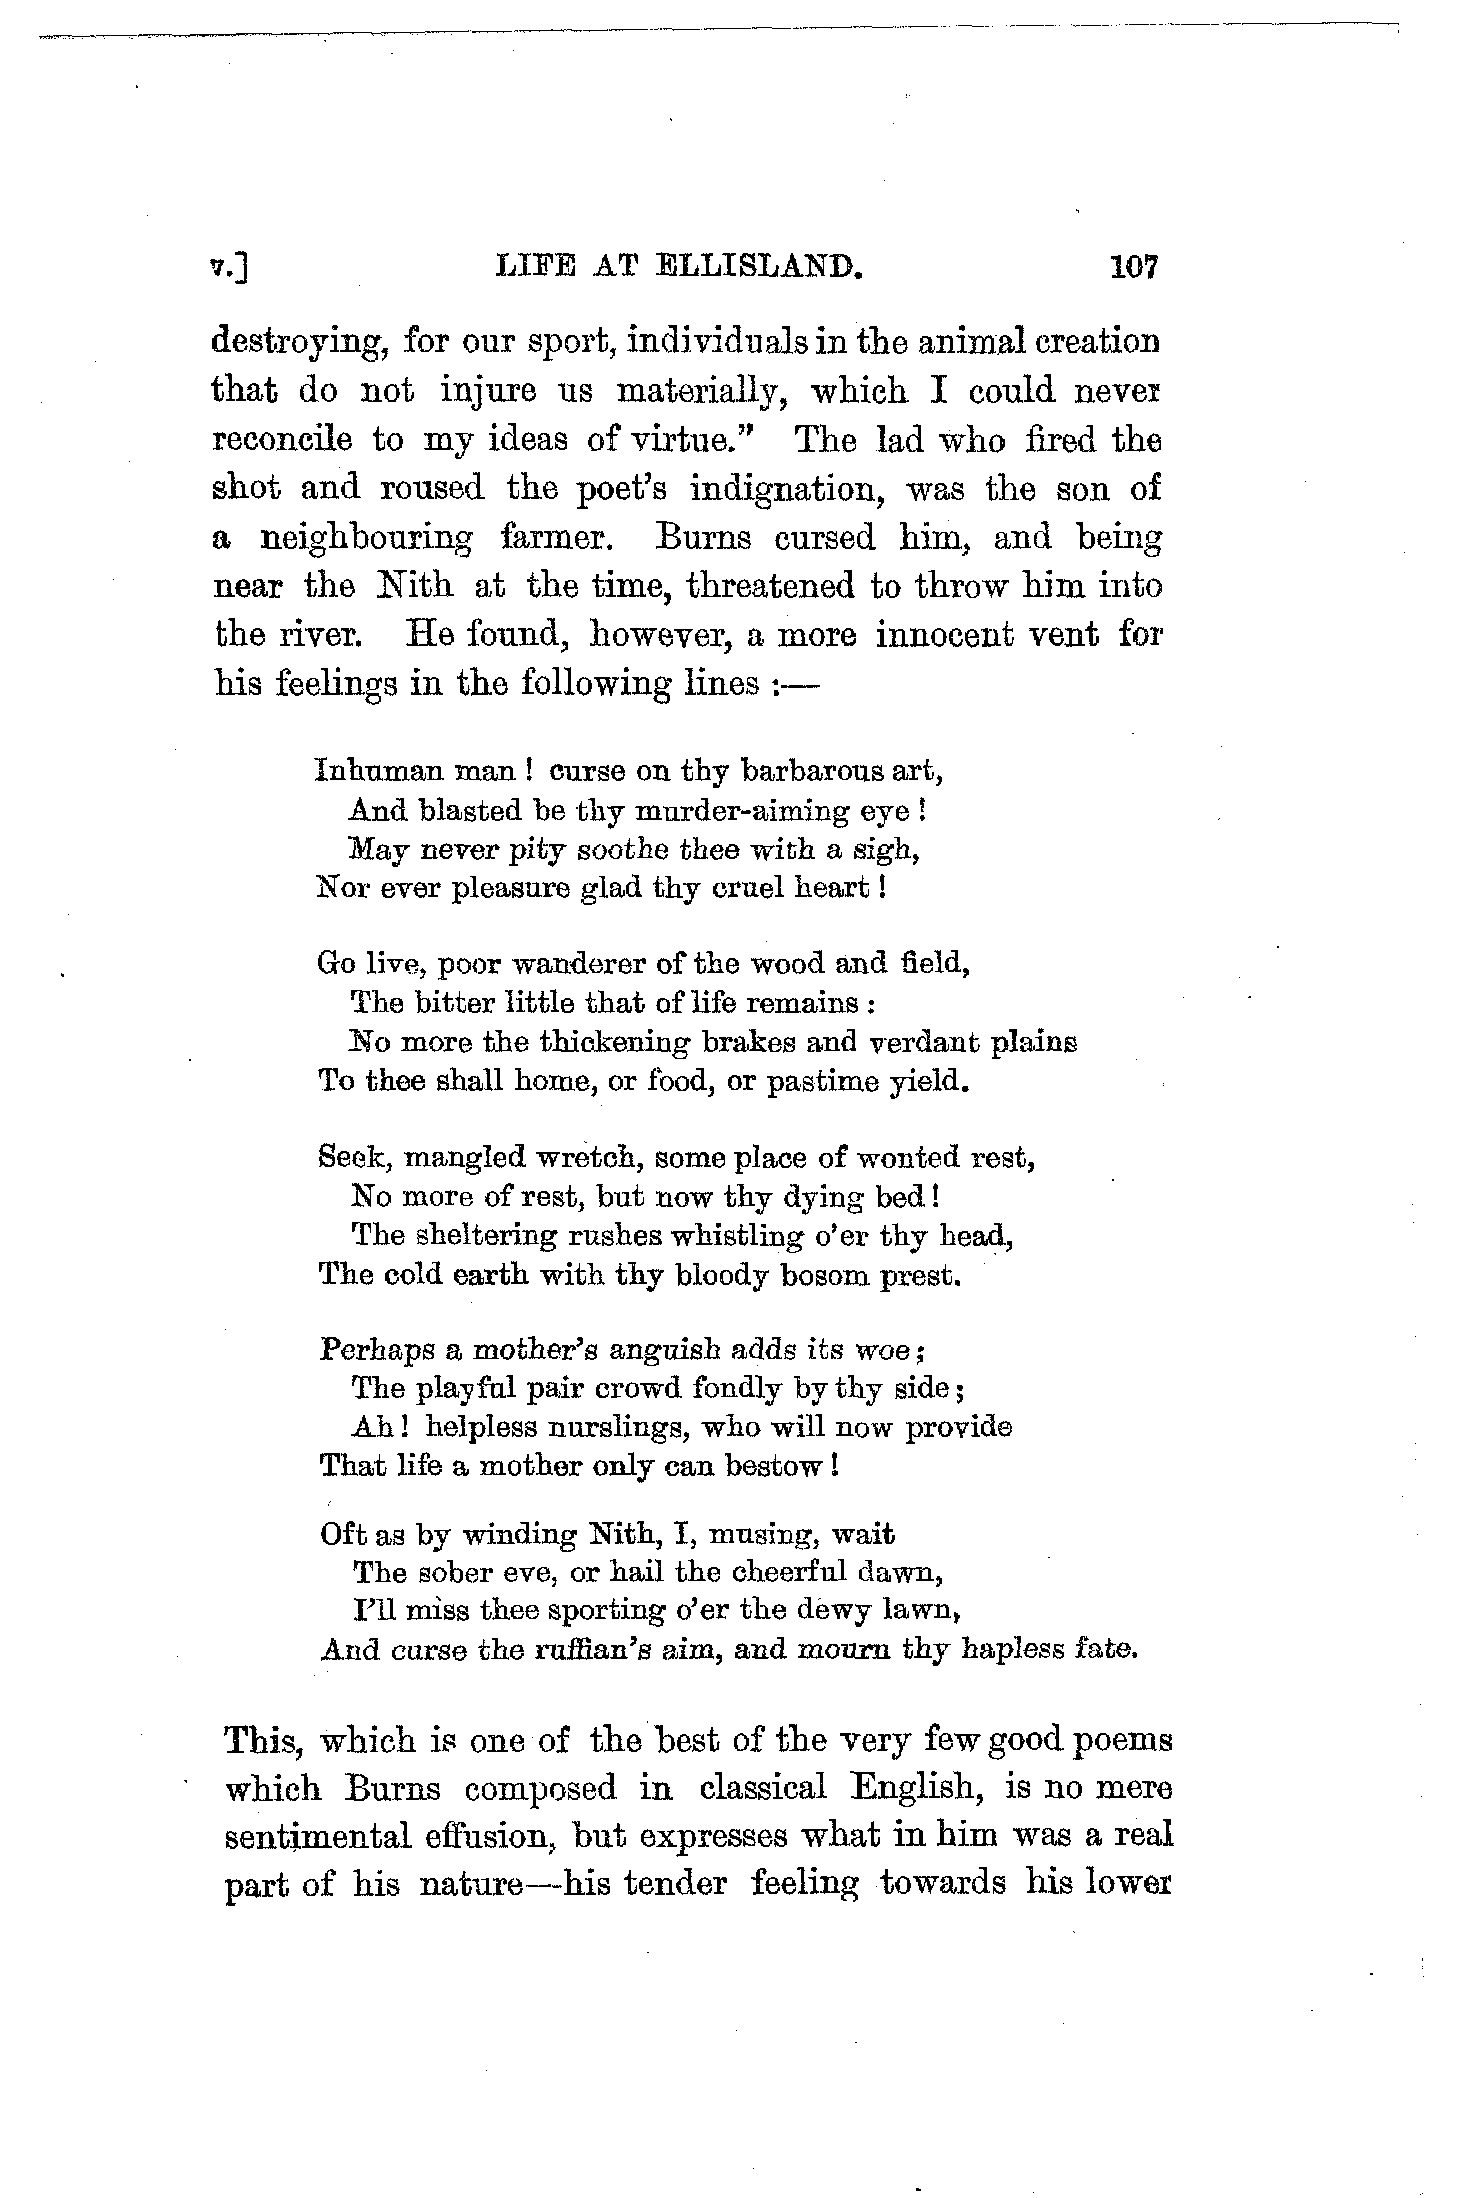 v.] LIFE AT ELLISLAND. 107
destroying, for our sport, individuals in the animal creation
that do not injure us materially, which I could never
reconcile to my ideas of virtue." The lad who fired the
shot and roused the poet's indignation, was the son of
a neighbouring farmer. Burns cursed him, and being
near the Nith at the time, threatened to throw him into
the river. He found, however, a more innocent vent for
his feelings in the following lines :—
Inhuman man ! curse on thy barbarous art,
And blasted be thy murder-aiming eye !
May never pity soothe thee with a sigh,
Nor ever pleasure glad thy cruel heart !
Go live, poor wanderer of the wood and field,
The bitter little that of life remains :
No more the thickening brakes and verdant plains
To thee shall home, or food, or pastime yield.
Seek, mangled wretch, some place of wonted rest,
No more of rest, but now thy dying bed !
The sheltering rushes whistling o'er thy head,
The cold earth with thy bloody bosom prest.
Perhaps a mother's anguish adds its woe ;
The playful pair crowd fondly by thy side ;
Ah ! helpless nurslings, who will now provide
That life a mother only can bestow !
Oft as by winding Nith, I, musing, wait
The sober eve, or hail the cheerful dawn,
I'll miss thee sporting o'er the dewy lawn,
And curse the ruffian's aim, and mourn thy hapless fate.
This, which is one of the best of the very few good poems
which Burns composed in classical English, is no mere
sentimental effusion, but expresses what in him was a real
part of his nature—his tender feeling towards his lower